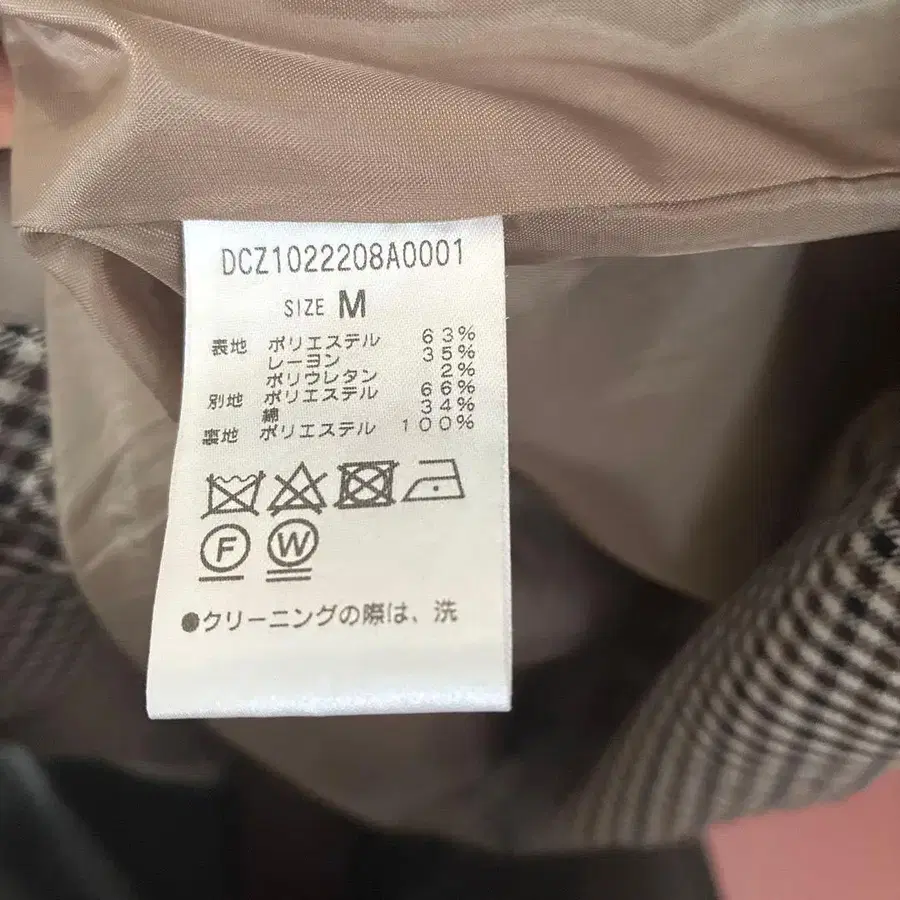 DCZ1022208A0001
SIZE M
表地 ポリエステル 63%
レーヨン 35%
ポリウレタン 2%
別地 ポリエステル 66%
綿 34%
裏地 ポリエステル 100%
F W
●クリーニングの際は、洗